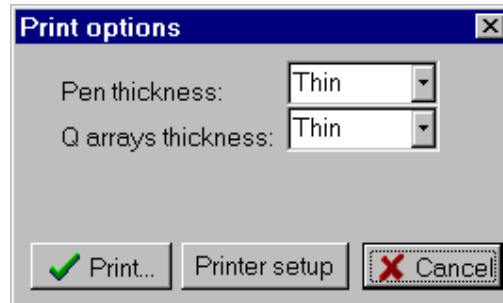 Print options
Pen thickness: Thin
Q arrays thickness: Thin
Print... Printer setup Cancel